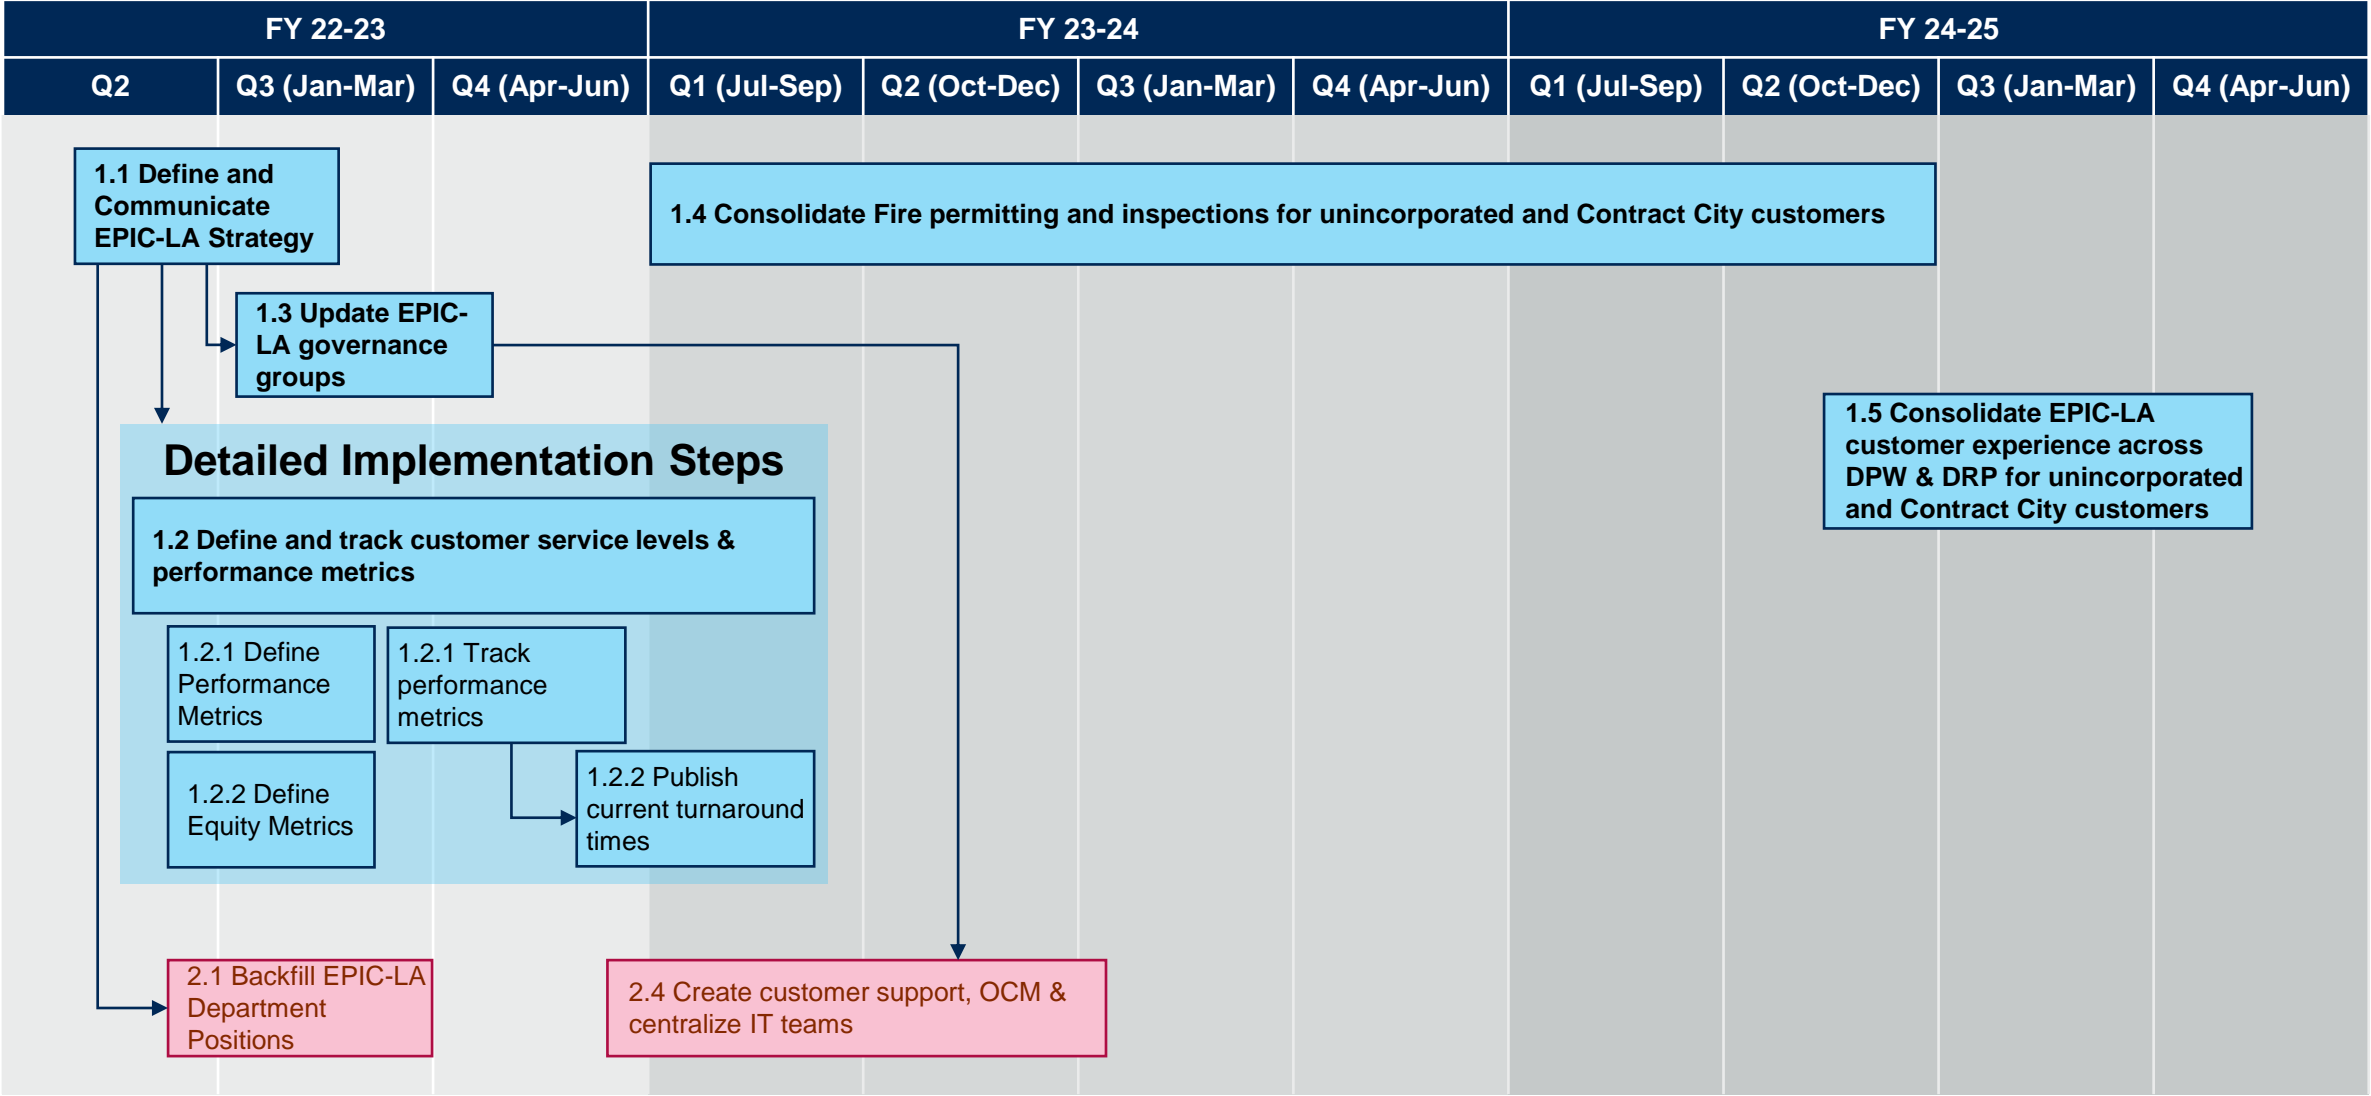 FY 22-23
FY 23-24
FY 24-25
Q2
Q3 (Jan-Mar)
Q4 (Apr-Jun)
Q1 (Jul-Sep)
Q2 (Oct-Dec)
Q3 (Jan-Mar)
Q4 (Apr-Jun)
Q1 (Jul-Sep)
Q2 (Oct-Dec)
Q3 (Jan-Mar)
Q4 (Apr-Jun)
1.1 Define and
Communicate
EPIC-LA Strategy
1.4 Consolidate Fire permitting and inspections for unincorporated and Contract City customers
1.3 Update EPIC-
LA governance
groups
1.5 Consolidate EPIC-LA
customer experience across
DPW & DRP for unincorporated
and Contract City customers
Detailed Implementation Steps
1.2 Define and track customer service levels &
performance metrics
1.2.1 Define
Performance
Metrics
1.2.1 Track
performance
metrics
1.2.2 Define
Equity Metrics
1.2.2 Publish
current turnaround
times
2.1 Backfill EPIC-LA
Department
Positions
2.4 Create customer support, OCM &
centralize IT teams